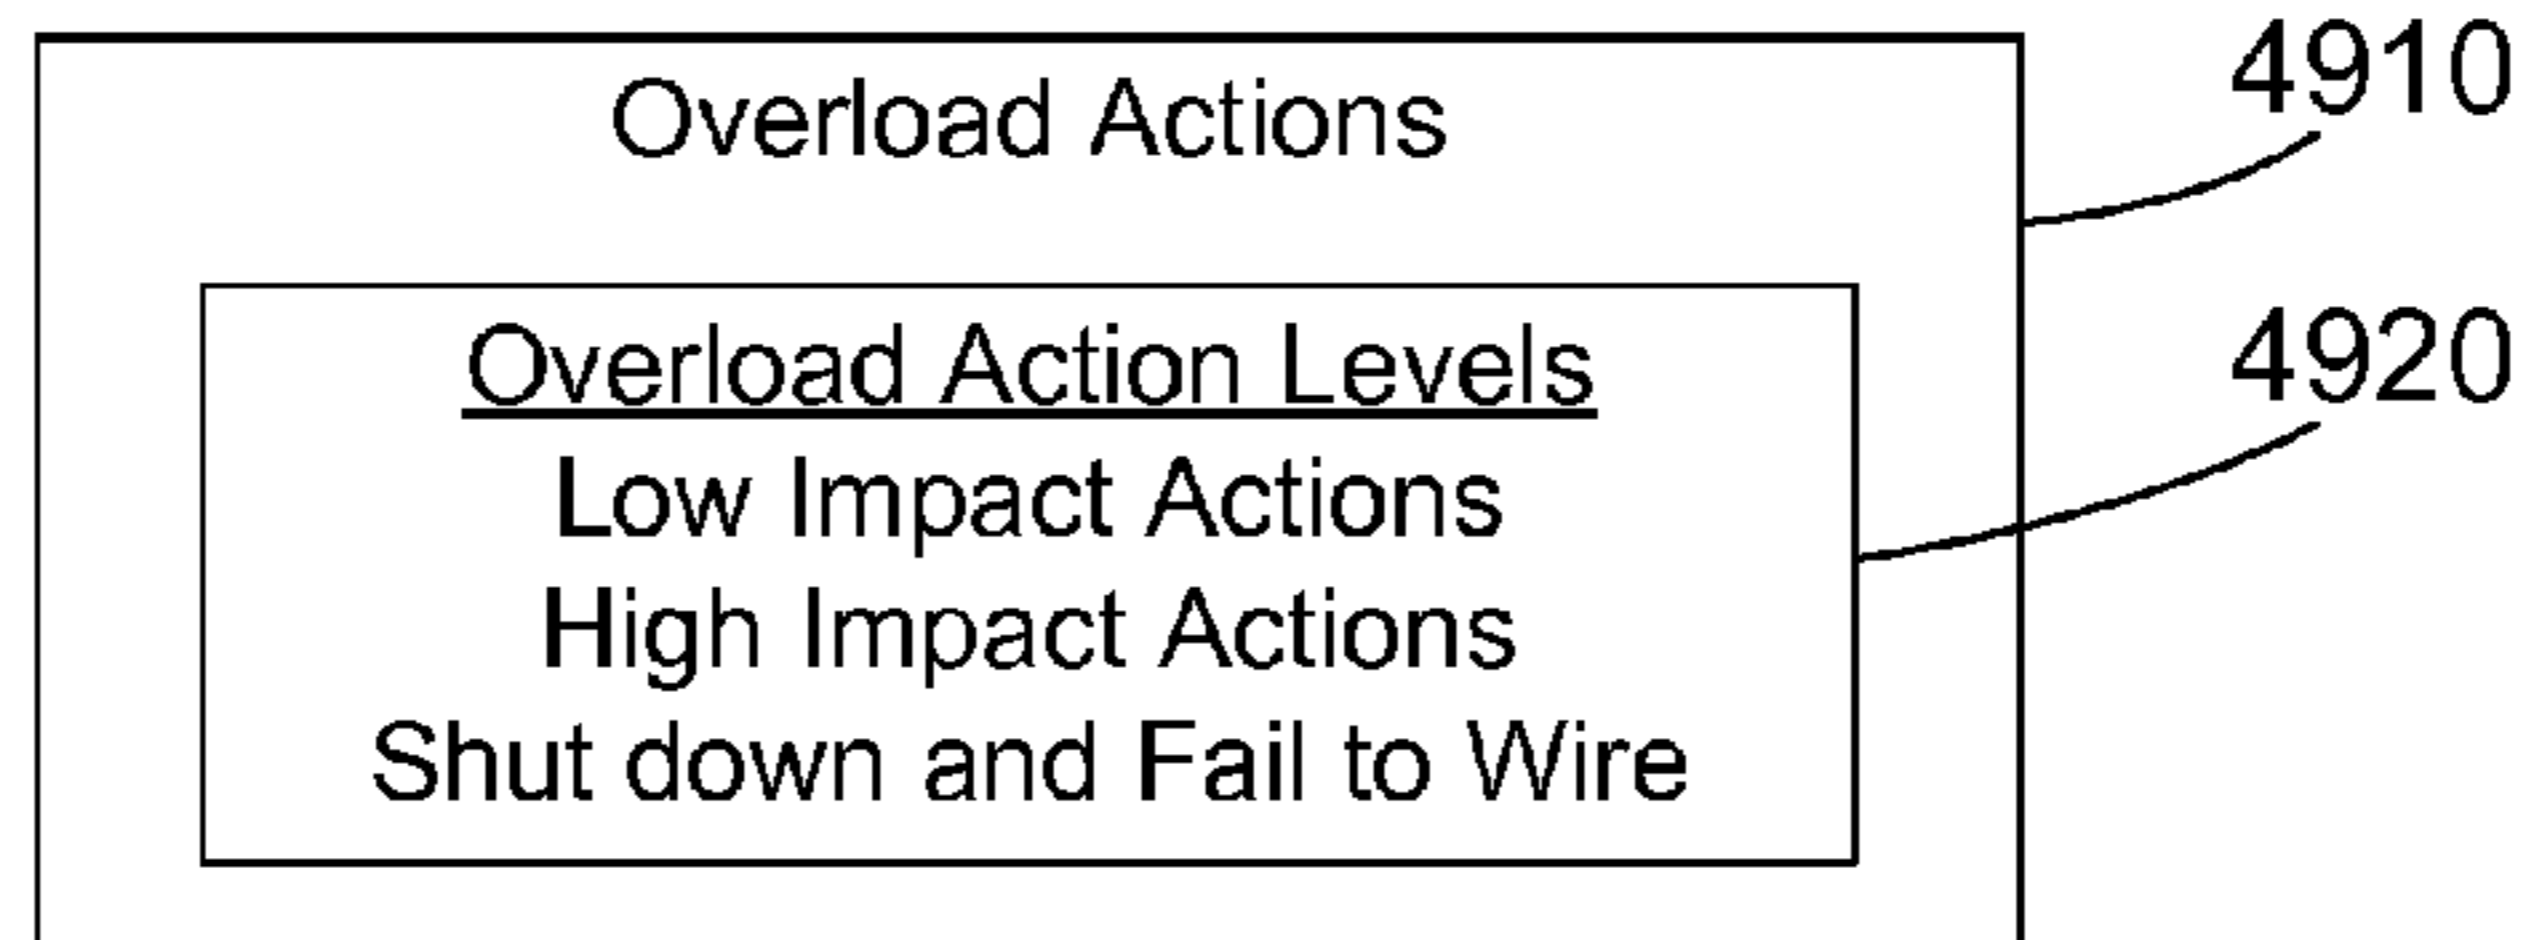 Overload Actions
4910
Overload Action Levels
4920
Low Impact Actions
High Impact Actions
Shut down and Fail to Wire